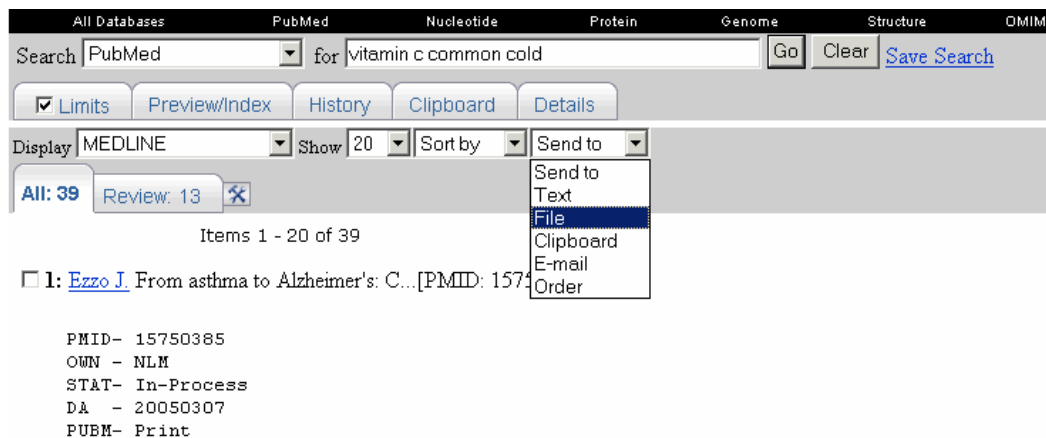 All Databases PubMed Nucleotide Protein Genome Structure OMIM
Search PubMed for vitamin c common cold Go Clear Save Search
Limits Preview/Index History Clipboard Details
Display MEDLINE Show 20 Sort by Send to
Send to
All: 39 Review: 13 Text
File
Items 1 - 20 of 39 Clipboard
E-mail
1: Ezzo J. From asthma to Alzheimer's: C...[PMID: 1575 Order
PMID- 15750385
OWN - NLM
STAT- In-Process
DA - 20050307
PUBM- Print